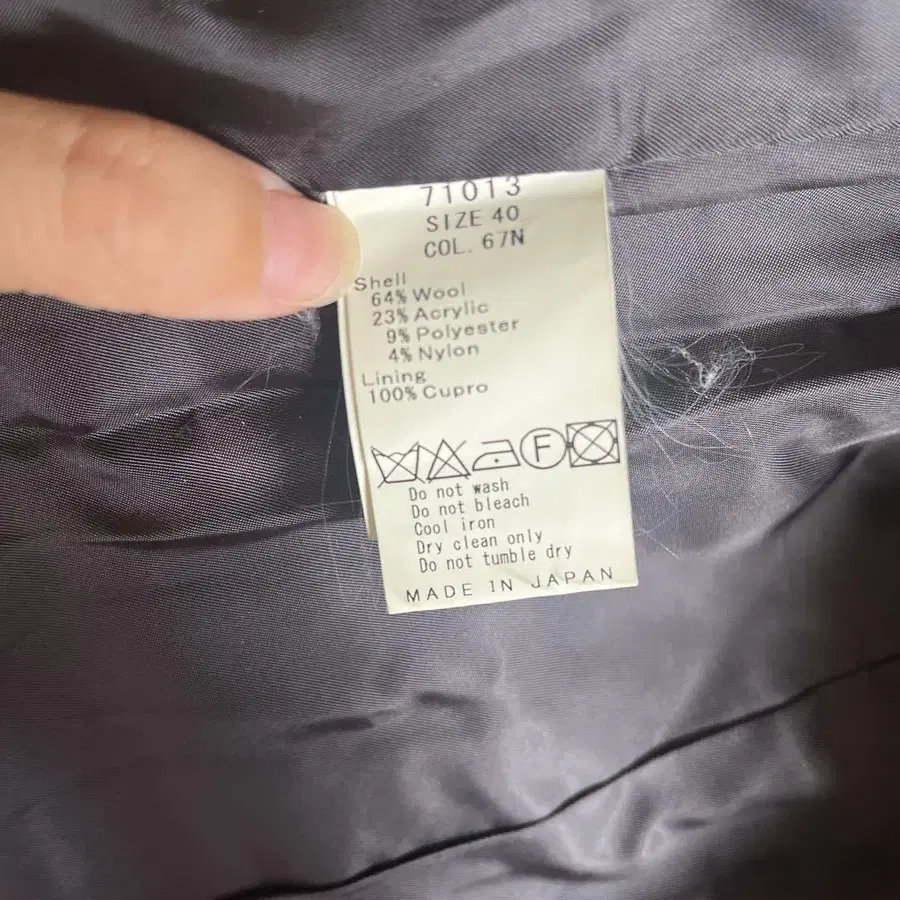 71013
SIZE 40
COL. 67N
Shell
64% Wool
23% Acrylic
9% Polyester
4% Nylon
Lining
100% Cupro
F
Do not wash
Do not bleach
Cool iron
Dry clean only
Do not tumble dry
MADE IN JAPAN